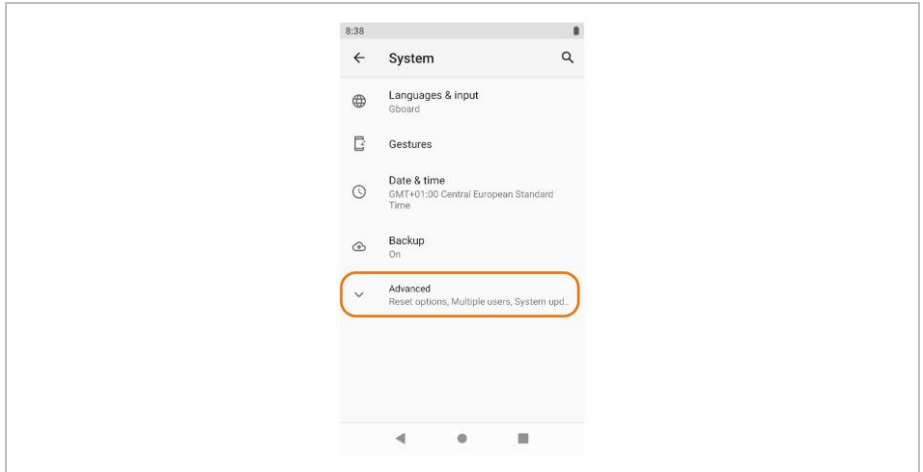 8:38
System
Languages & input
Gboard
Gestures
Date & time
GMT+01:00 Central European Standard
Time
Backup
On
Advanced
Reset options, Multiple users, System upd..